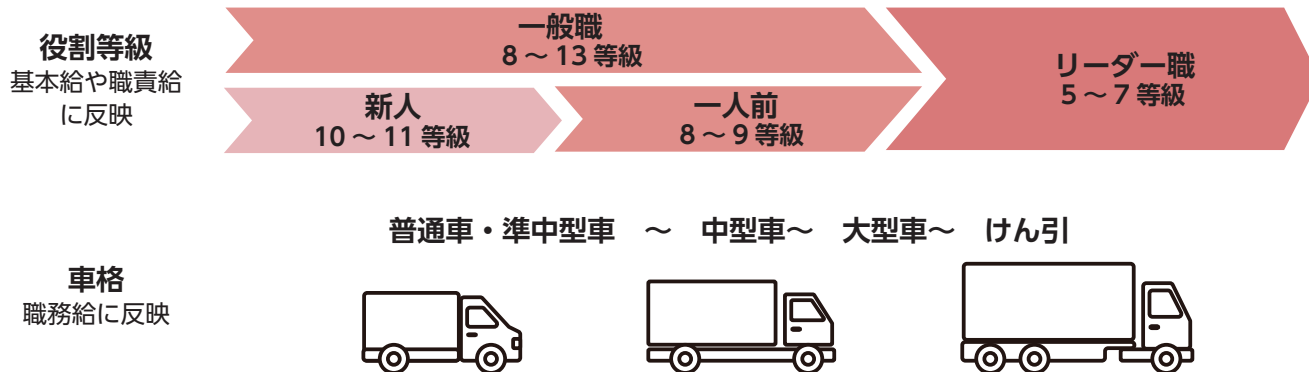 役割等級
基本給や職責給
に反映
一般職
8 〜 13 等級
新人
10 〜 11 等級
一人前
8 〜 9 等級
リーダー職
5 〜 7 等級
普通車・準中型車　〜　中型車〜　大型車〜　けん引
車格
職務給に反映